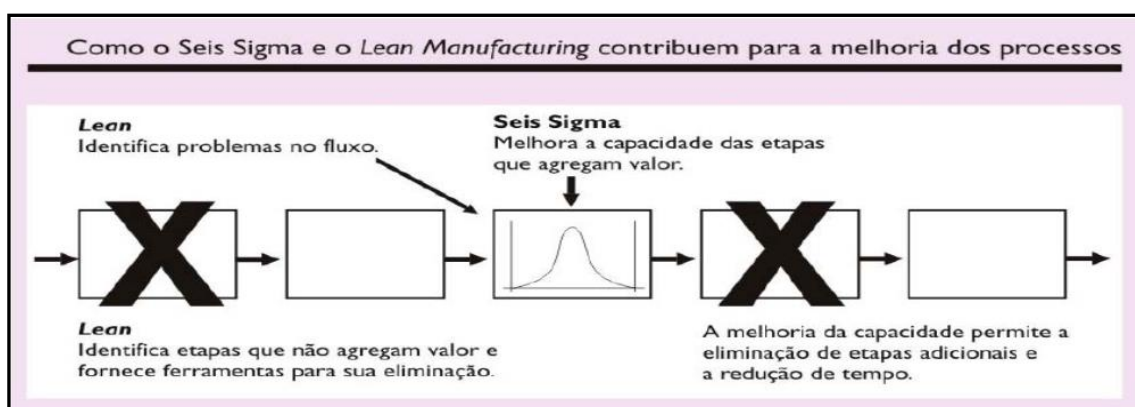 Como o Seis Sigma e o Lean Manufacturing contribuem para a melhoria dos processos
Lean
Identifica problemas no fluxo.
Seis Sigma
Melhora a capacidade das etapas
que agregam valor.
Lean
Identifica etapas que não agregam valor e
fornece ferramentas para sua eliminação.
A melhoria da capacidade permite a
eliminação de etapas adicionais e
a redução de tempo.